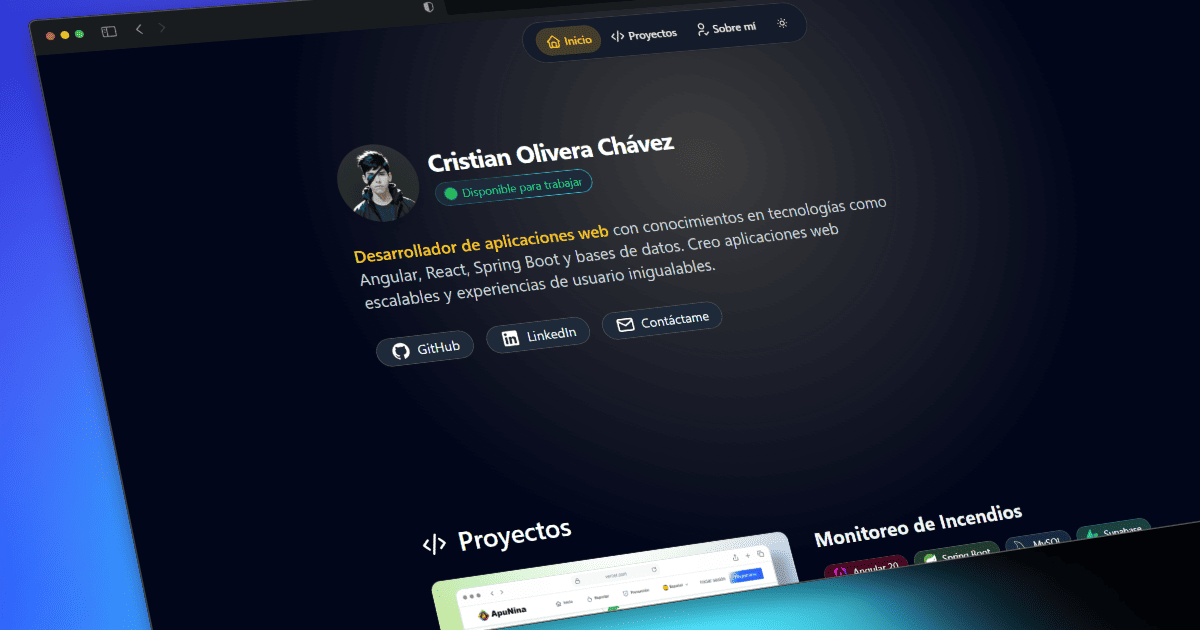 Inicio
Proyectos
Sobre mí
Cristian Olivera Chávez
Disponible para trabajar
Desarrollador de aplicaciones web con conocimientos en tecnologías como
Angular, React, Spring Boot y bases de datos. Creo aplicaciones web
escalables y experiencias de usuario inigualables.
GitHub
LinkedIn
Contáctame
Proyectos
Monitoreo de Incendios
Angular 20
Spring Boot
MySQL
Supabase
ApuNina
Inicio
Reportar